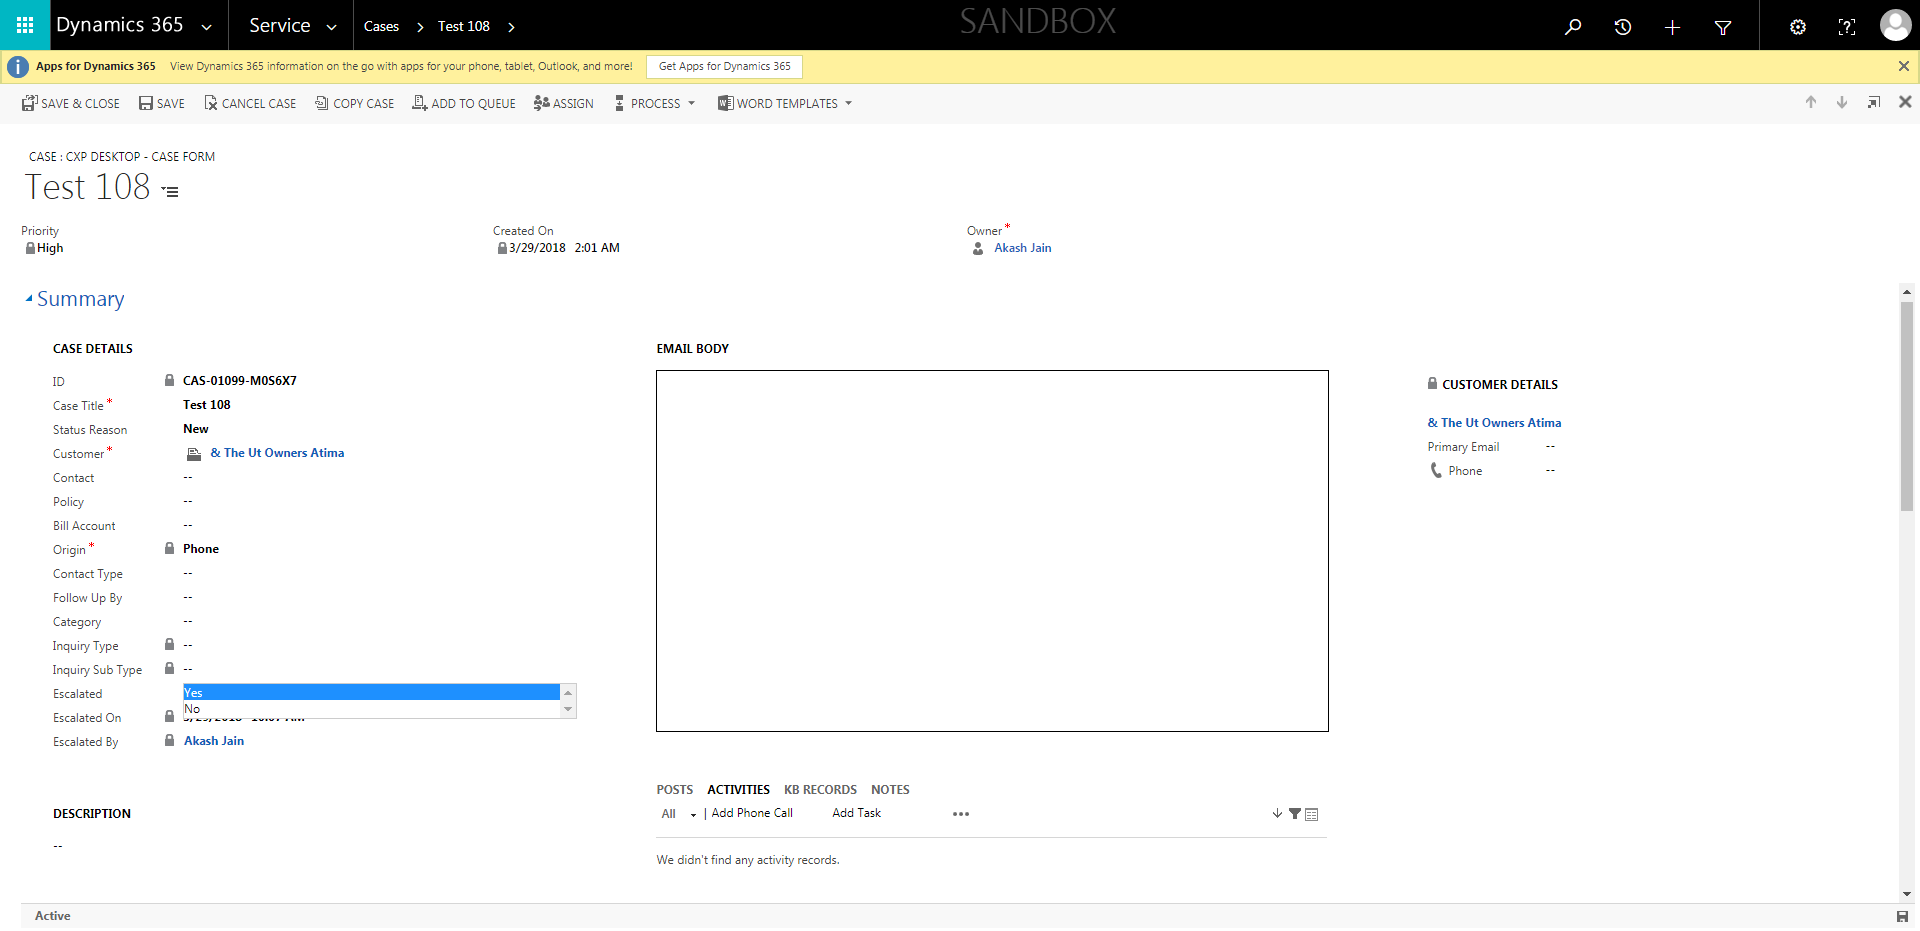 Dynamics 365 Service Cases Test 108 SANDBOX
Apps for Dynamics 365 View Dynamics 365 information on the go with apps for your phone, tablet, Outlook, and more! Get Apps for Dynamics 365
SAVE & CLOSE SAVE CANCEL CASE COPY CASE ADD TO QUEUE ASSIGN PROCESS WORD TEMPLATES
CASE : CXP DESKTOP - CASE FORM
Test 108
Priority
High
Created On
3/29/2018 2:01 AM
Owner *
Akash Jain
Summary
CASE DETAILS
ID CAS-01099-M0S6X7
Case Title * Test 108
Status Reason New
Customer * & The Ut Owners Atima
Contact --
Policy --
Bill Account --
Origin * Phone
Contact Type --
Follow Up By --
Category --
Inquiry Type --
Inquiry Sub Type --
Escalated Yes
No
Escalated On
Escalated By Akash Jain
DESCRIPTION
--
EMAIL BODY
POSTS ACTIVITIES KB RECORDS NOTES
All | Add Phone Call Add Task •••
We didn't find any activity records.
CUSTOMER DETAILS
& The Ut Owners Atima
Primary Email --
Phone --
Active